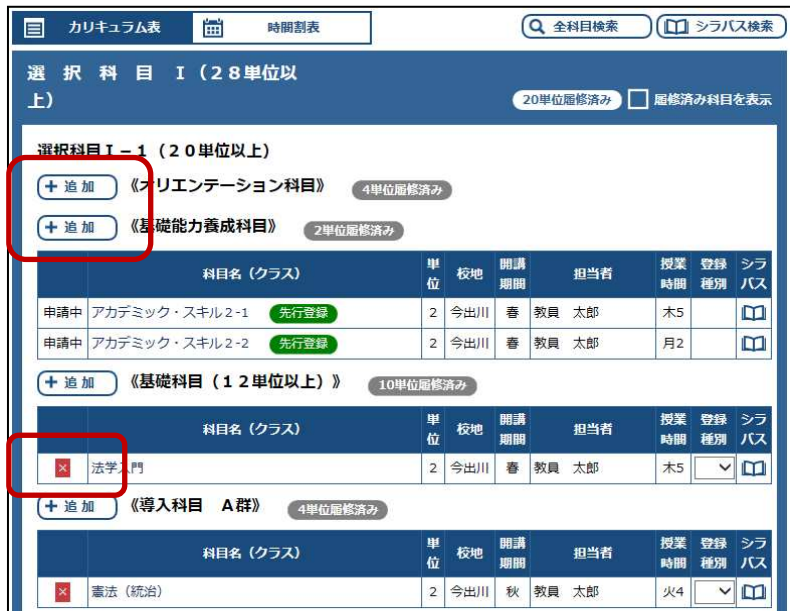 カリキュラム表 時間割表 全科目検索 シラバス検索
選 択 科 目 Ⅰ（２８単位以
上）
20単位履修済み 履修済み科目を表示
選択科目Ⅰ－１（２０単位以上）
＋追加 《オリエンテーション科目》 4単位履修済み
＋追加 《基礎能力養成科目》 2単位履修済み
科目名（クラス） 単位 校地 開講期間 担当者 授業時間 登録種別 シラバス
申請中 アカデミック・スキル２-１ 先行登録 2 今出川 春 教員 太郎 木5
申請中 アカデミック・スキル２-２ 先行登録 2 今出川 春 教員 太郎 月2
＋追加 《基礎科目（１２単位以上）》 10単位履修済み
科目名（クラス） 単位 校地 開講期間 担当者 授業時間 登録種別 シラバス
× 法学入門 2 今出川 春 教員 太郎 木5
＋追加 《導入科目 A群》 4単位履修済み
科目名（クラス） 単位 校地 開講期間 担当者 授業時間 登録種別 シラバス
× 憲法（統治） 2 今出川 秋 教員 太郎 火4